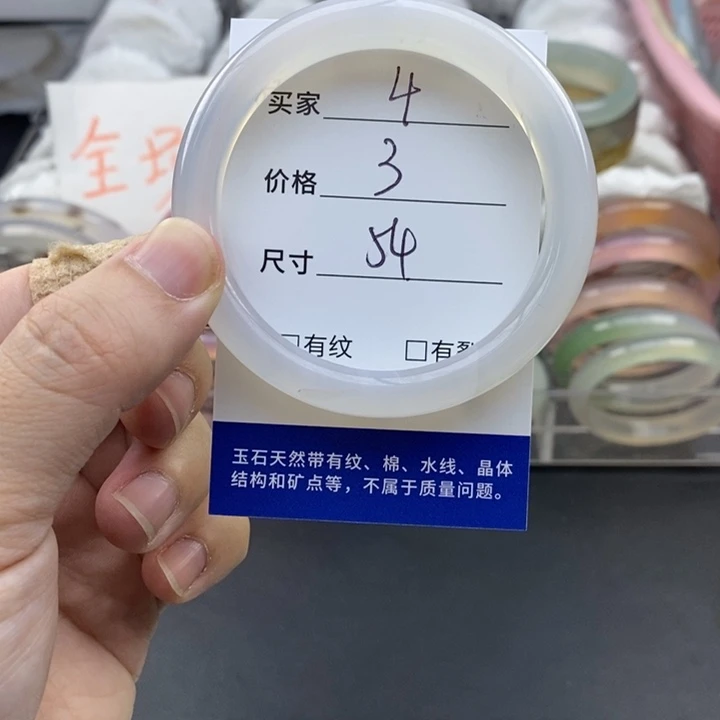 全场
买家 4
价格 3
尺寸 54
□有纹 □有裂
玉石天然带有纹、棉、水线、晶体
结构和矿点等，不属于质量问题。